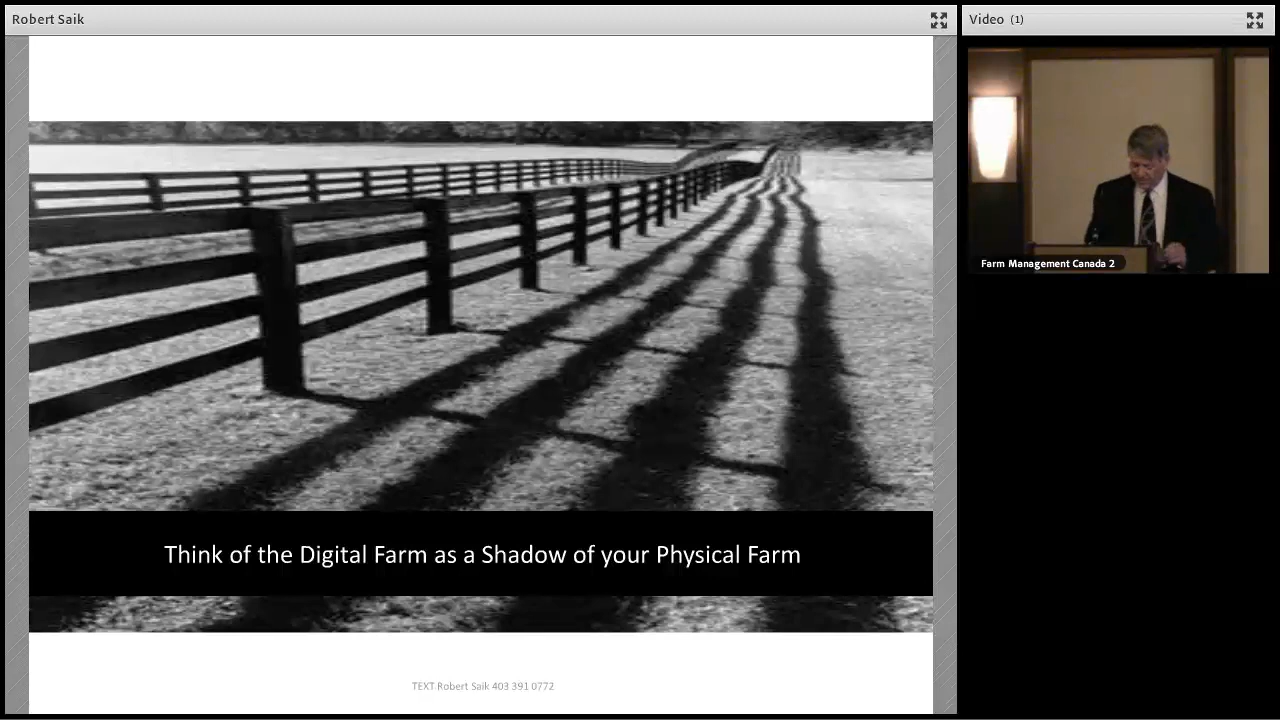 Robert Saik
Video (1)
Farm Management Canada 2
Think of the Digital Farm as a Shadow of your Physical Farm
TEXT Robert Saik 403 391 0772